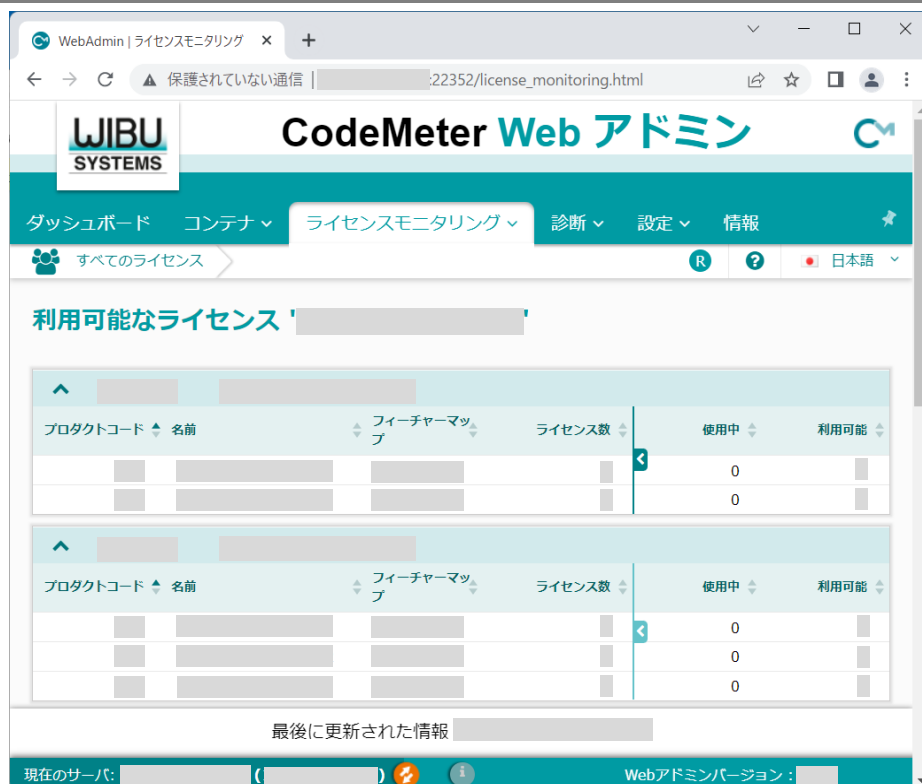 WebAdmin | ライセンスモニタリング
保護されていない通信 | :22352/license_monitoring.html
WIBU
SYSTEMS
CodeMeter Web アドミン
CM
ダッシュボード コンテナ ライセンスモニタリング 診断 設定 情報
すべてのライセンス R ? 日本語
利用可能なライセンス ' '
プロダクトコード 名前 フィーチャーマップ ライセンス数 使用中 利用可能
0
0
プロダクトコード 名前 フィーチャーマップ ライセンス数 使用中 利用可能
0
0
0
最後に更新された情報
現在のサーバ: ( ) i Webアドミンバージョン :